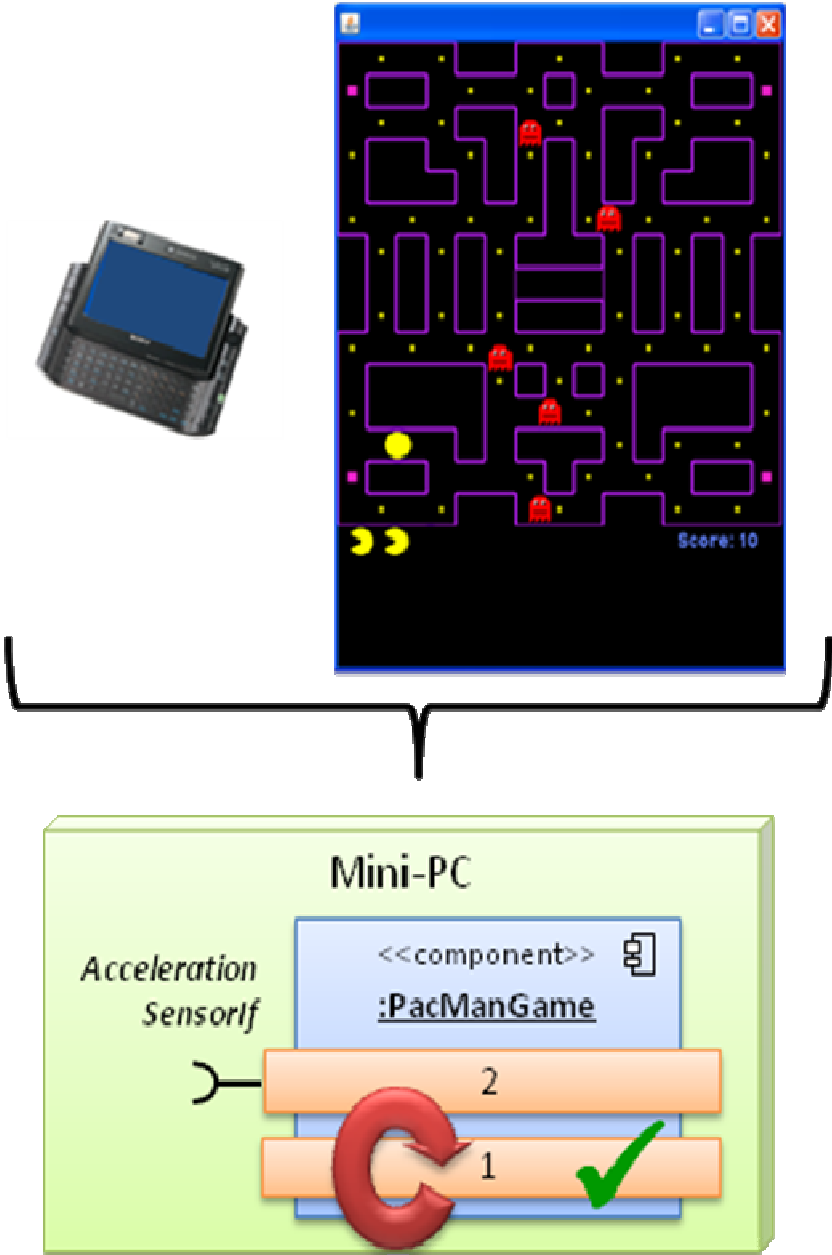 Score: 10
Mini-PC
Acceleration
SensorIf
<<component>>
:PacManGame
2
1